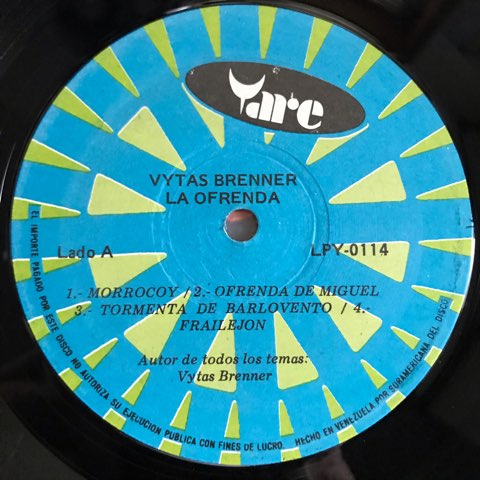 Yare
VYTAS BRENNER
LA OFRENDA
Lado A
LPY-0114
1.- MORROCOY / 2.- OFRENDA DE MIGUEL
3.- TORMENTA DE BARLOVENTO / 4.-
FRAILEJON
Autor de todos los temas:
Vytas Brenner
EL IMPORTE PAGADO POR ESTE DISCO NO AUTORIZA SU EJECUCION PUBLICA CON FINES DE LUCRO. HECHO EN VENEZUELA POR SURAMERICANA DEL DISCO